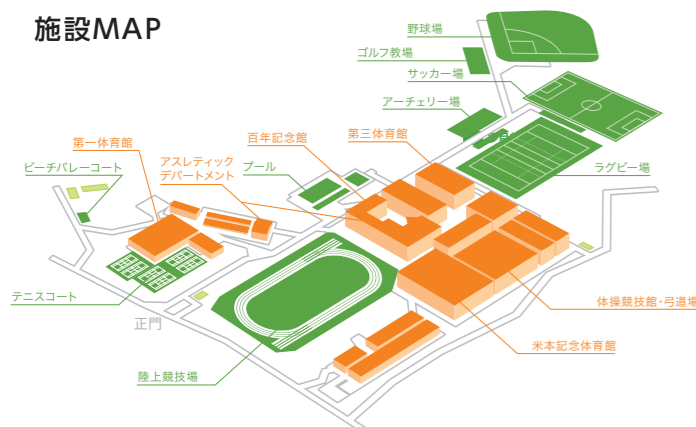 施設MAP
野球場
ゴルフ教場
サッカー場
アーチェリー場
百年記念館
第三体育館
第一体育館
アスレティック
デパートメント
プール
ビーチバレーコート
ラグビー場
テニスコート
正門
体操競技館・弓道場
米本記念体育館
陸上競技場